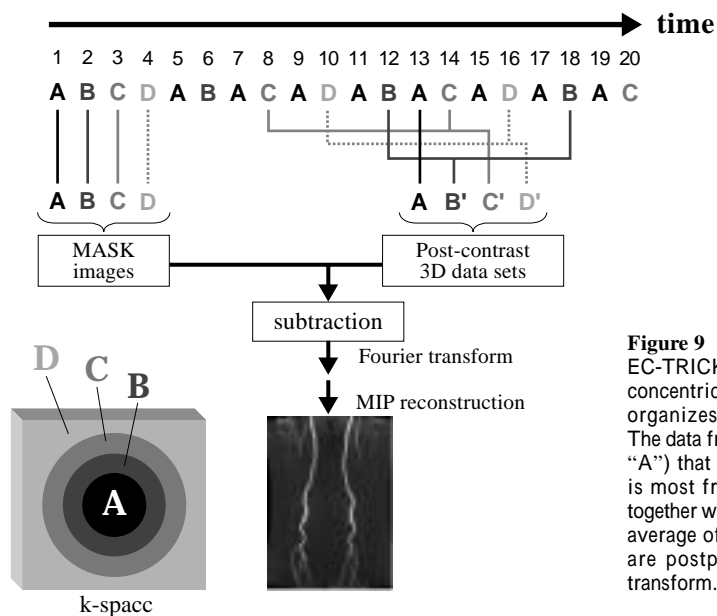 time
1 2 3 4 5 6 7 8 9 10 11 12 13 14 15 16 17 18 19 20
A B C D A B A C A D A B A C A D A B A C
A B C D A B' C' D'
MASK
images
Post-contrast
3D data sets
subtraction
Fourier transform
MIP reconstruction
D
C
B
A
k-spacc
Figure 9
EC-TRICK
concentric
organizes
The data fr
“A”) that
is most fr
together w
average of
are postp
transform.